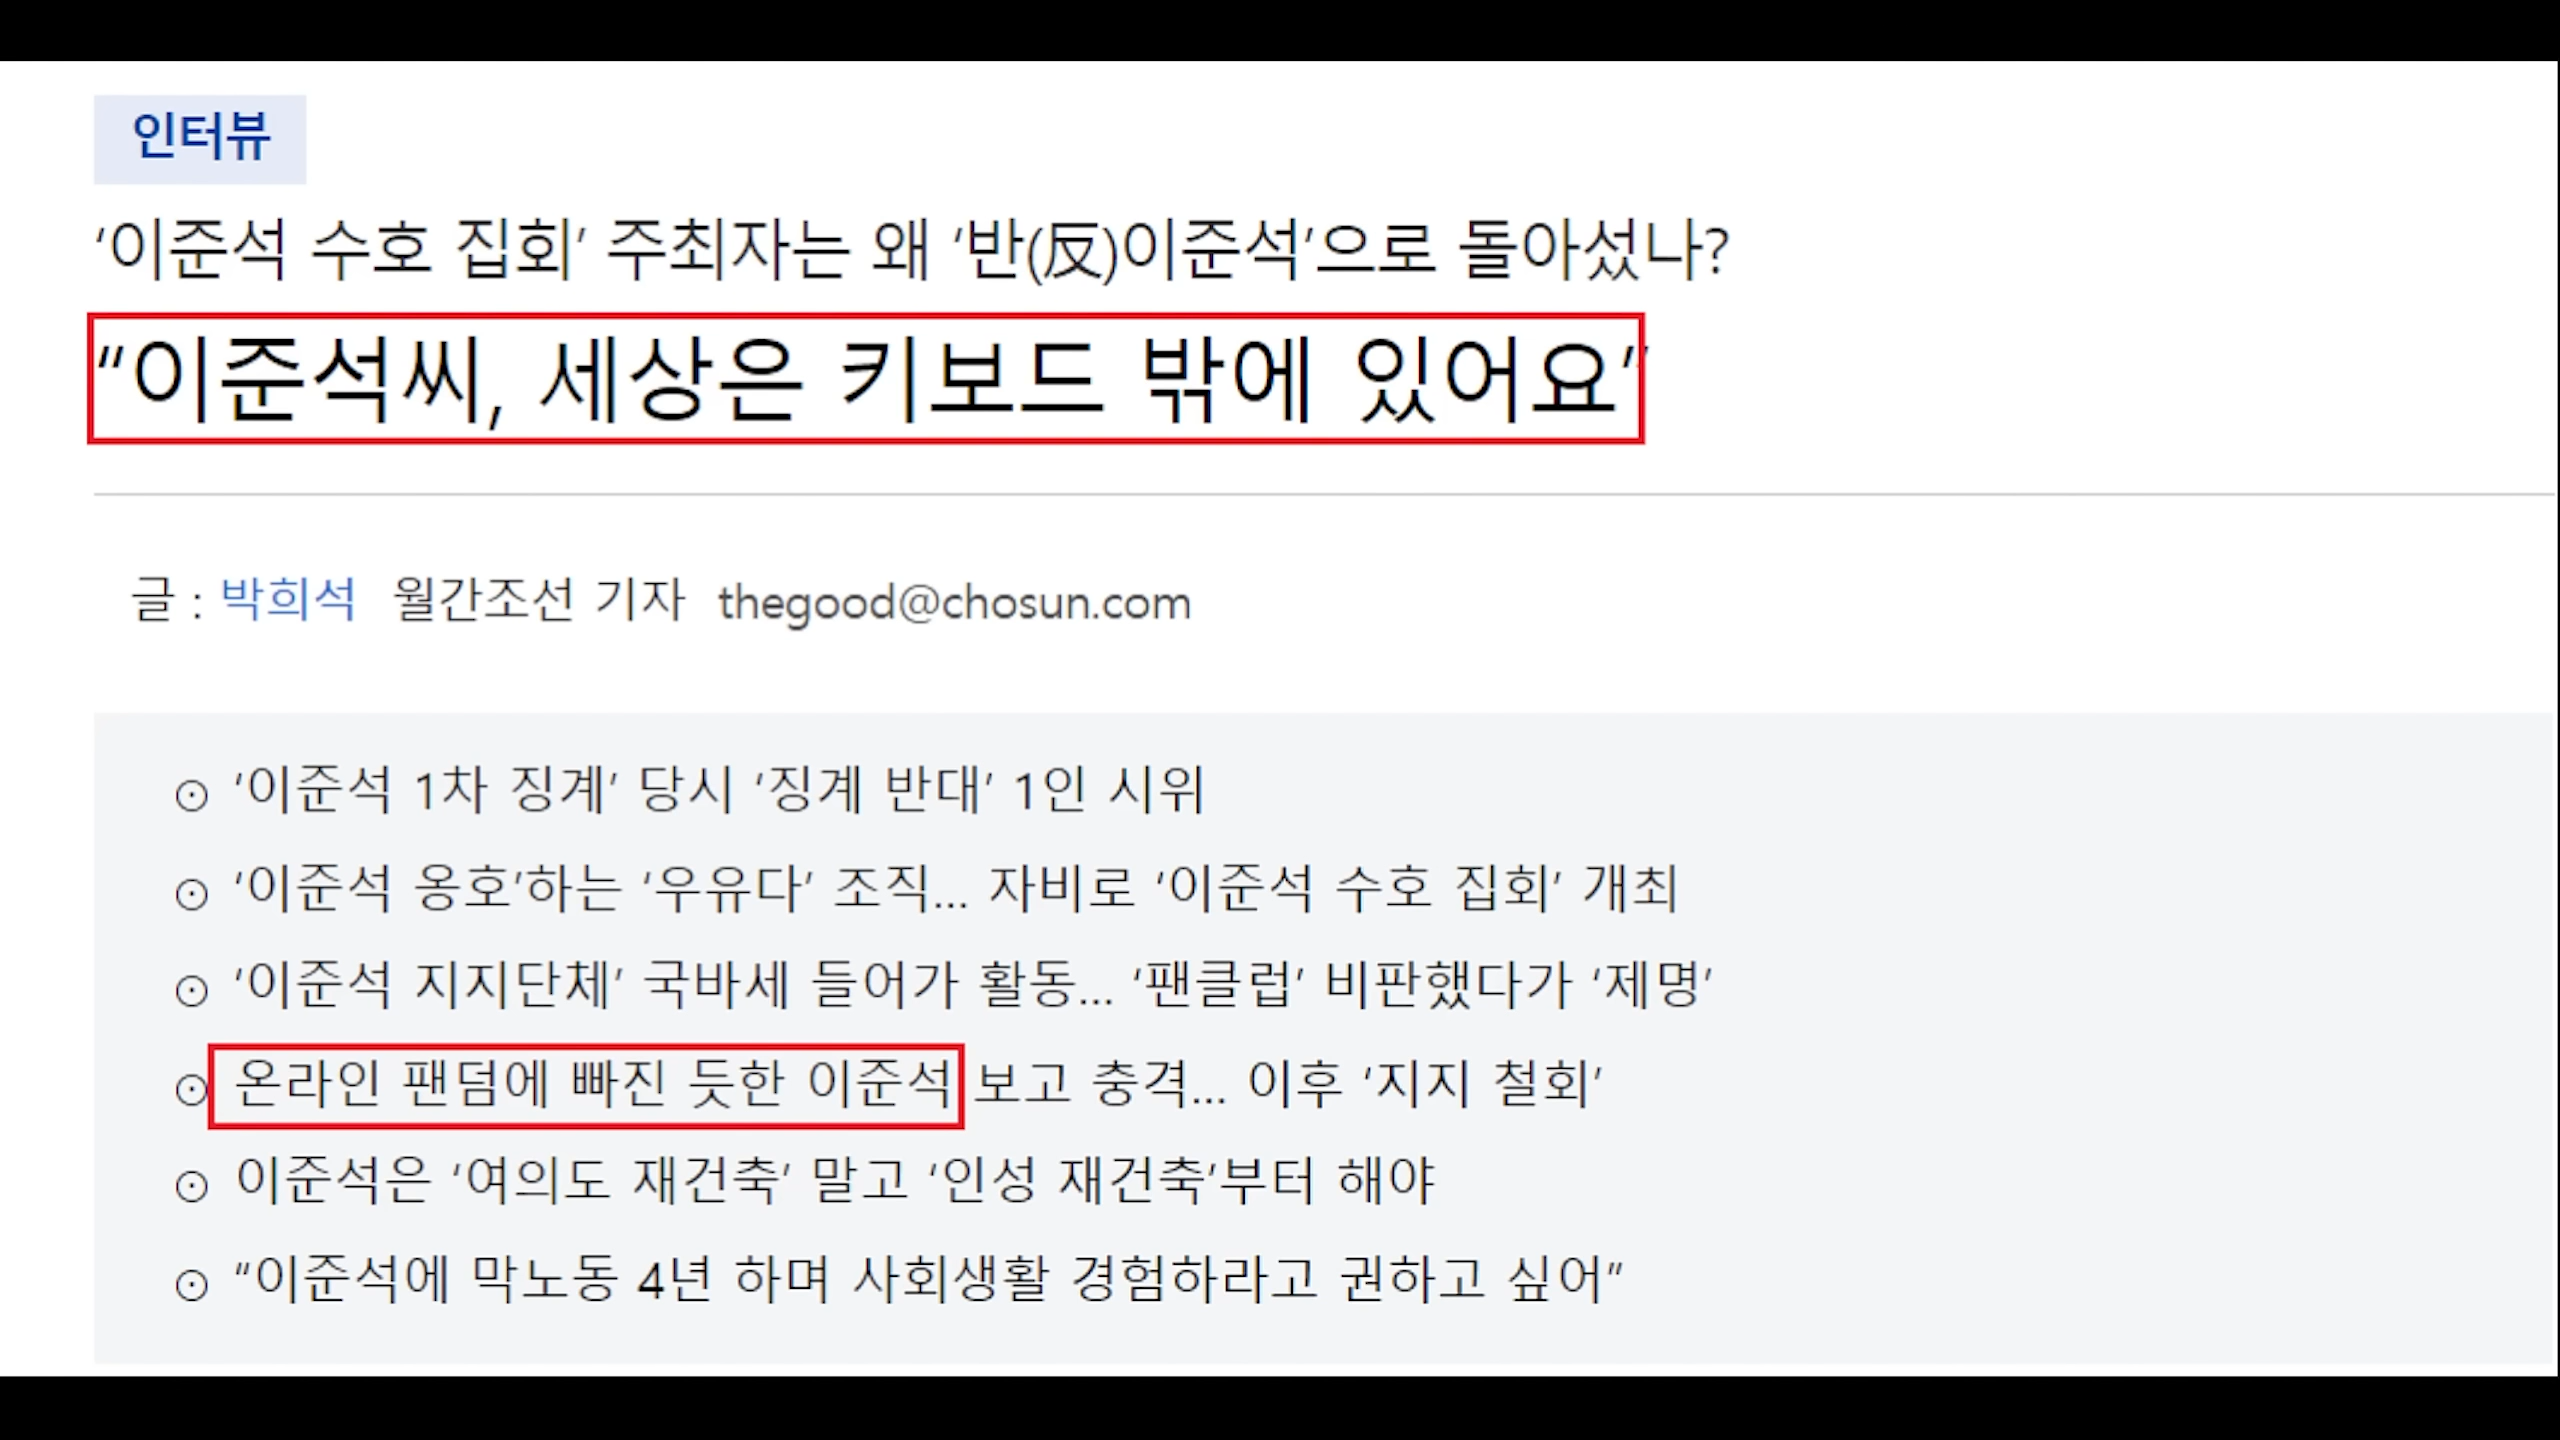 인터뷰
‘이준석 수호 집회’ 주최자는 왜 ‘반(反)이준석’으로 돌아섰나?
“이준석씨, 세상은 키보드 밖에 있어요”
글 : 박희석 월간조선 기자 thegood@chosun.com
⊙ ‘이준석 1차 징계’ 당시 ‘징계 반대’ 1인 시위
⊙ ‘이준석 옹호’하는 ‘우유다’ 조직... 자비로 ‘이준석 수호 집회’ 개최
⊙ ‘이준석 지지단체’ 국바세 들어가 활동... ‘팬클럽’ 비판했다가 ‘제명’
⊙ 온라인 팬덤에 빠진 듯한 이준석 보고 충격... 이후 ‘지지 철회’
⊙ 이준석은 ‘여의도 재건축’ 말고 ‘인성 재건축’부터 해야
⊙ “이준석에 막노동 4년 하며 사회생활 경험하라고 권하고 싶어”